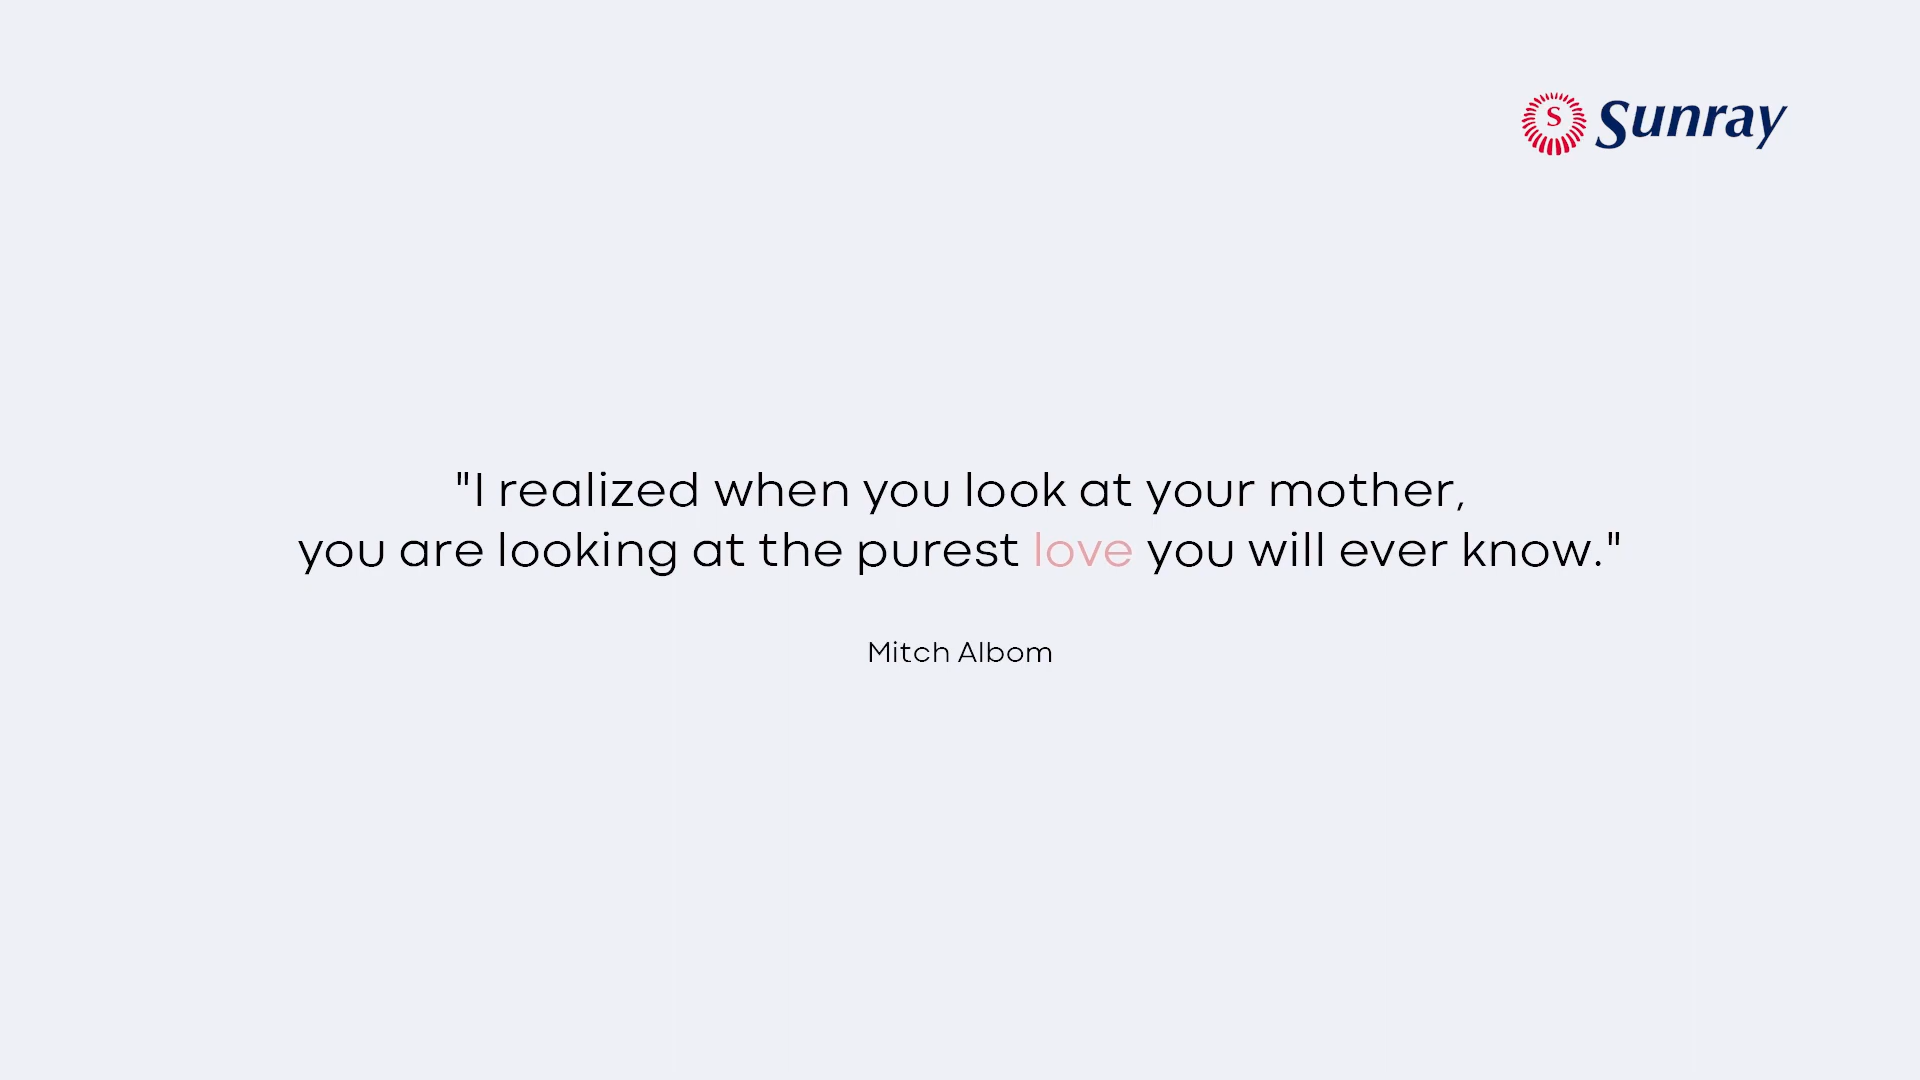 S Sunray
"I realized when you look at your mother,
you are looking at the purest love you will ever know."
Mitch Albom